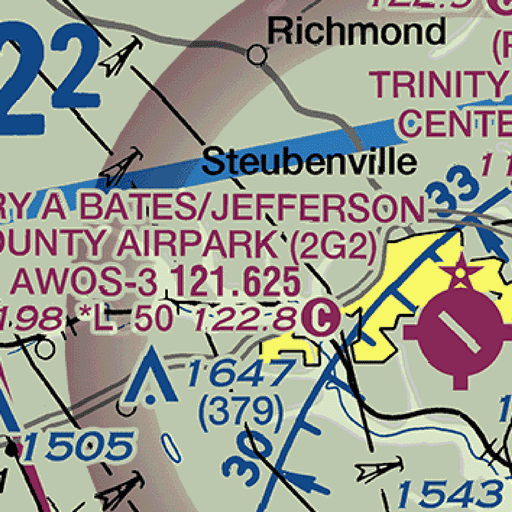 122.9 C
Richmond
22
TRINITY
CENTE
Steubenville
11
33
RY A BATES/JEFFERSON
OUNTY AIRPARK (2G2)
AWOS-3 121.625
198 *L 50 122.8 C
1647
(379)
1505
30
1543